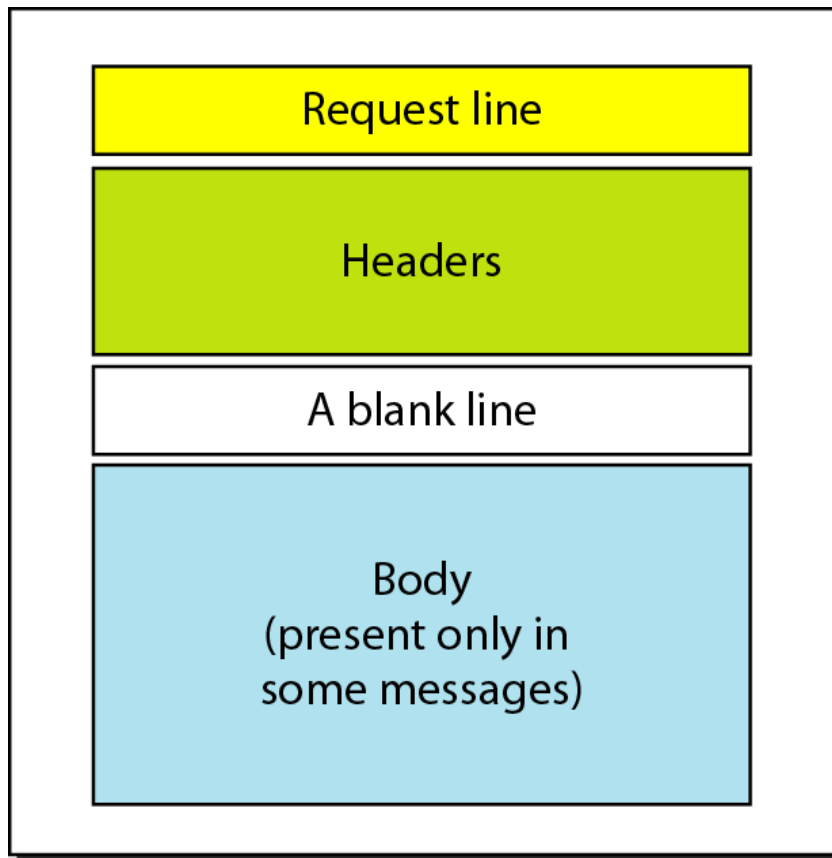 Request line
Headers
A blank line
Body
(present only in
some messages)